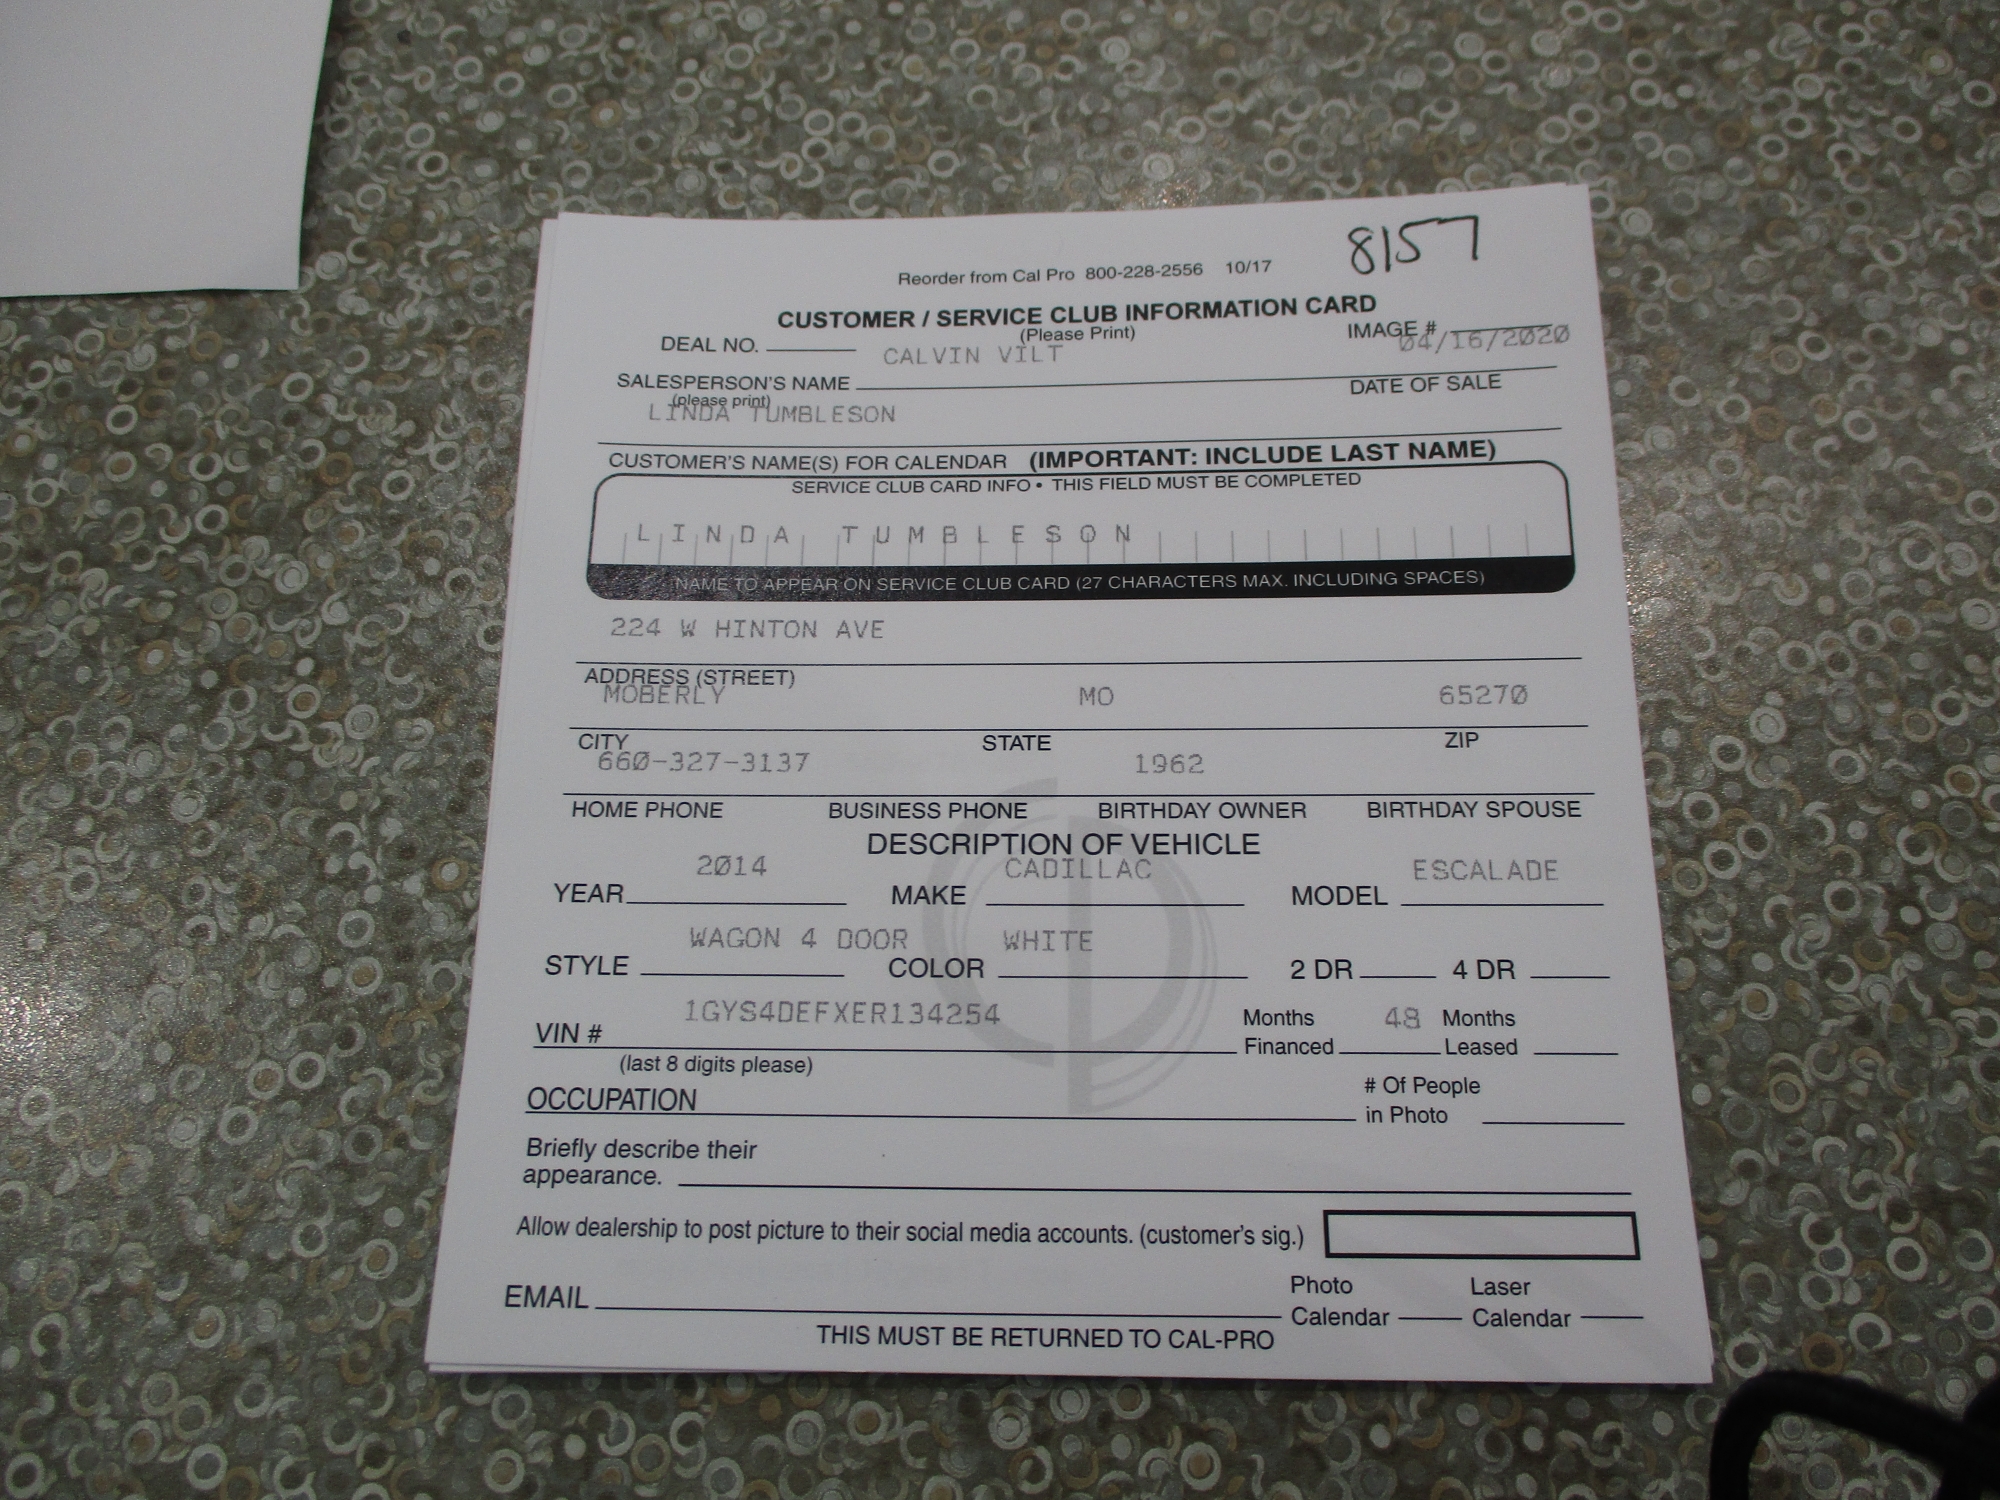 8157
Reorder from Cal Pro 800-228-2556 10/17
CUSTOMER / SERVICE CLUB INFORMATION CARD
(Please Print)
DEAL NO. IMAGE #
CALVIN VILT 04/16/2020
SALESPERSON'S NAME DATE OF SALE
(please print)
LINDA TUMBLESON
CUSTOMER'S NAME(S) FOR CALENDAR (IMPORTANT: INCLUDE LAST NAME)
SERVICE CLUB CARD INFO • THIS FIELD MUST BE COMPLETED
LINDA TUMBLESON
NAME TO APPEAR ON SERVICE CLUB CARD (27 CHARACTERS MAX. INCLUDING SPACES)
224 W HINTON AVE
ADDRESS (STREET)
MOBERLY MO 65270
CITY STATE ZIP
660-327-3137 1962
HOME PHONE BUSINESS PHONE BIRTHDAY OWNER BIRTHDAY SPOUSE
DESCRIPTION OF VEHICLE
2014 CADILLAC ESCALADE
YEAR MAKE MODEL
WAGON 4 DOOR WHITE
STYLE COLOR 2 DR 4 DR
1GYS4DEFXER134254 Months 48 Months
VIN # Financed Leased
(last 8 digits please)
OCCUPATION # Of People
in Photo
Briefly describe their
appearance.
Allow dealership to post picture to their social media accounts. (customer's sig.)
Photo Laser
EMAIL Calendar Calendar
THIS MUST BE RETURNED TO CAL-PRO